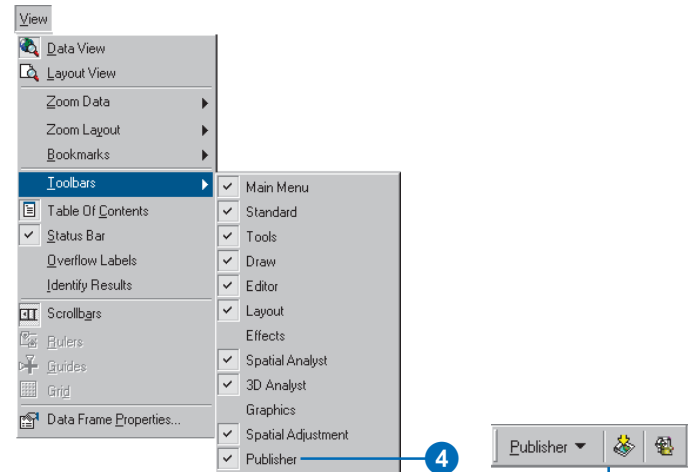 View
Data View
Layout View
Zoom Data
Zoom Layout
Bookmarks
Toolbars
Table Of Contents
Status Bar
Overflow Labels
Identify Results
Scrollbars
Rulers
Guides
Grid
Data Frame Properties...
Main Menu
Standard
Tools
Draw
Editor
Layout
Effects
Spatial Analyst
3D Analyst
Graphics
Spatial Adjustment
Publisher
4
Publisher